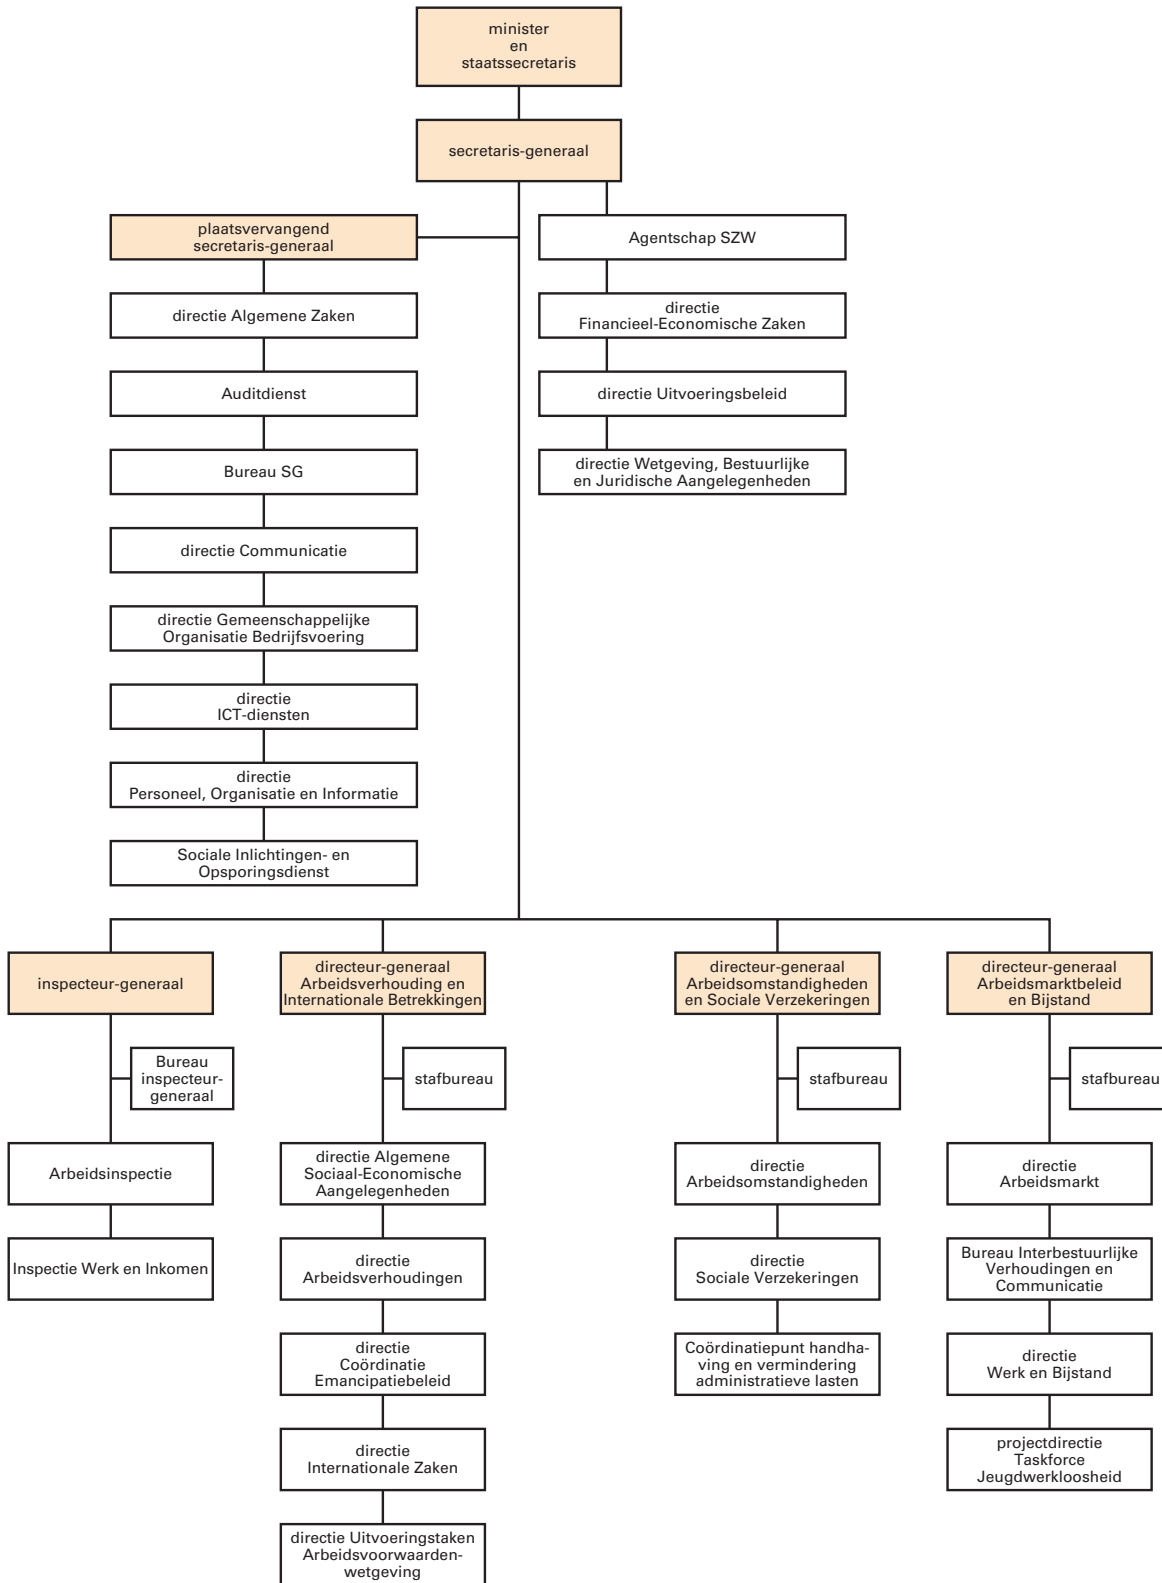 minister
en
staatssecretaris
secretaris-generaal
plaatsvervangend
secretaris-generaal
Agentschap SZW
directie Algemene Zaken
directie
Financieel-Economische Zaken
Auditdienst
directie Uitvoeringsbeleid
Bureau SG
directie Wetgeving, Bestuurlijke
en Juridische Aangelegenheden
directie Communicatie
directie Gemeenschappelijke
Organisatie Bedrijfsvoering
directie
ICT-diensten
directie
Personeel, Organisatie en Informatie
Sociale Inlichtingen- en
Opsporingsdienst
inspecteur-generaal
directeur-generaal
Arbeidsverhouding en
Internationale Betrekkingen
directeur-generaal
Arbeidsomstandigheden
en Sociale Verzekeringen
directeur-generaal
Arbeidsmarktbeleid
en Bijstand
Bureau
inspecteur-
generaal
stafbureau
stafbureau
stafbureau
Arbeidsinspectie
directie Algemene
Sociaal-Economische
Aangelegenheden
directie
Arbeidsomstandigheden
directie
Arbeidsmarkt
Inspectie Werk en Inkomen
directie
Arbeidsverhoudingen
directie
Sociale Verzekeringen
Bureau Interbestuurlijke
Verhoudingen en
Communicatie
directie
Coördinatie
Emancipatiebeleid
Coördinatiepunt handha-
ving en vermindering
administratieve lasten
directie
Werk en Bijstand
directie
Internationale Zaken
projectdirectie
Taskforce
Jeugdwerkloosheid
directie Uitvoeringstaken
Arbeidsvoorwaarden-
wetgeving